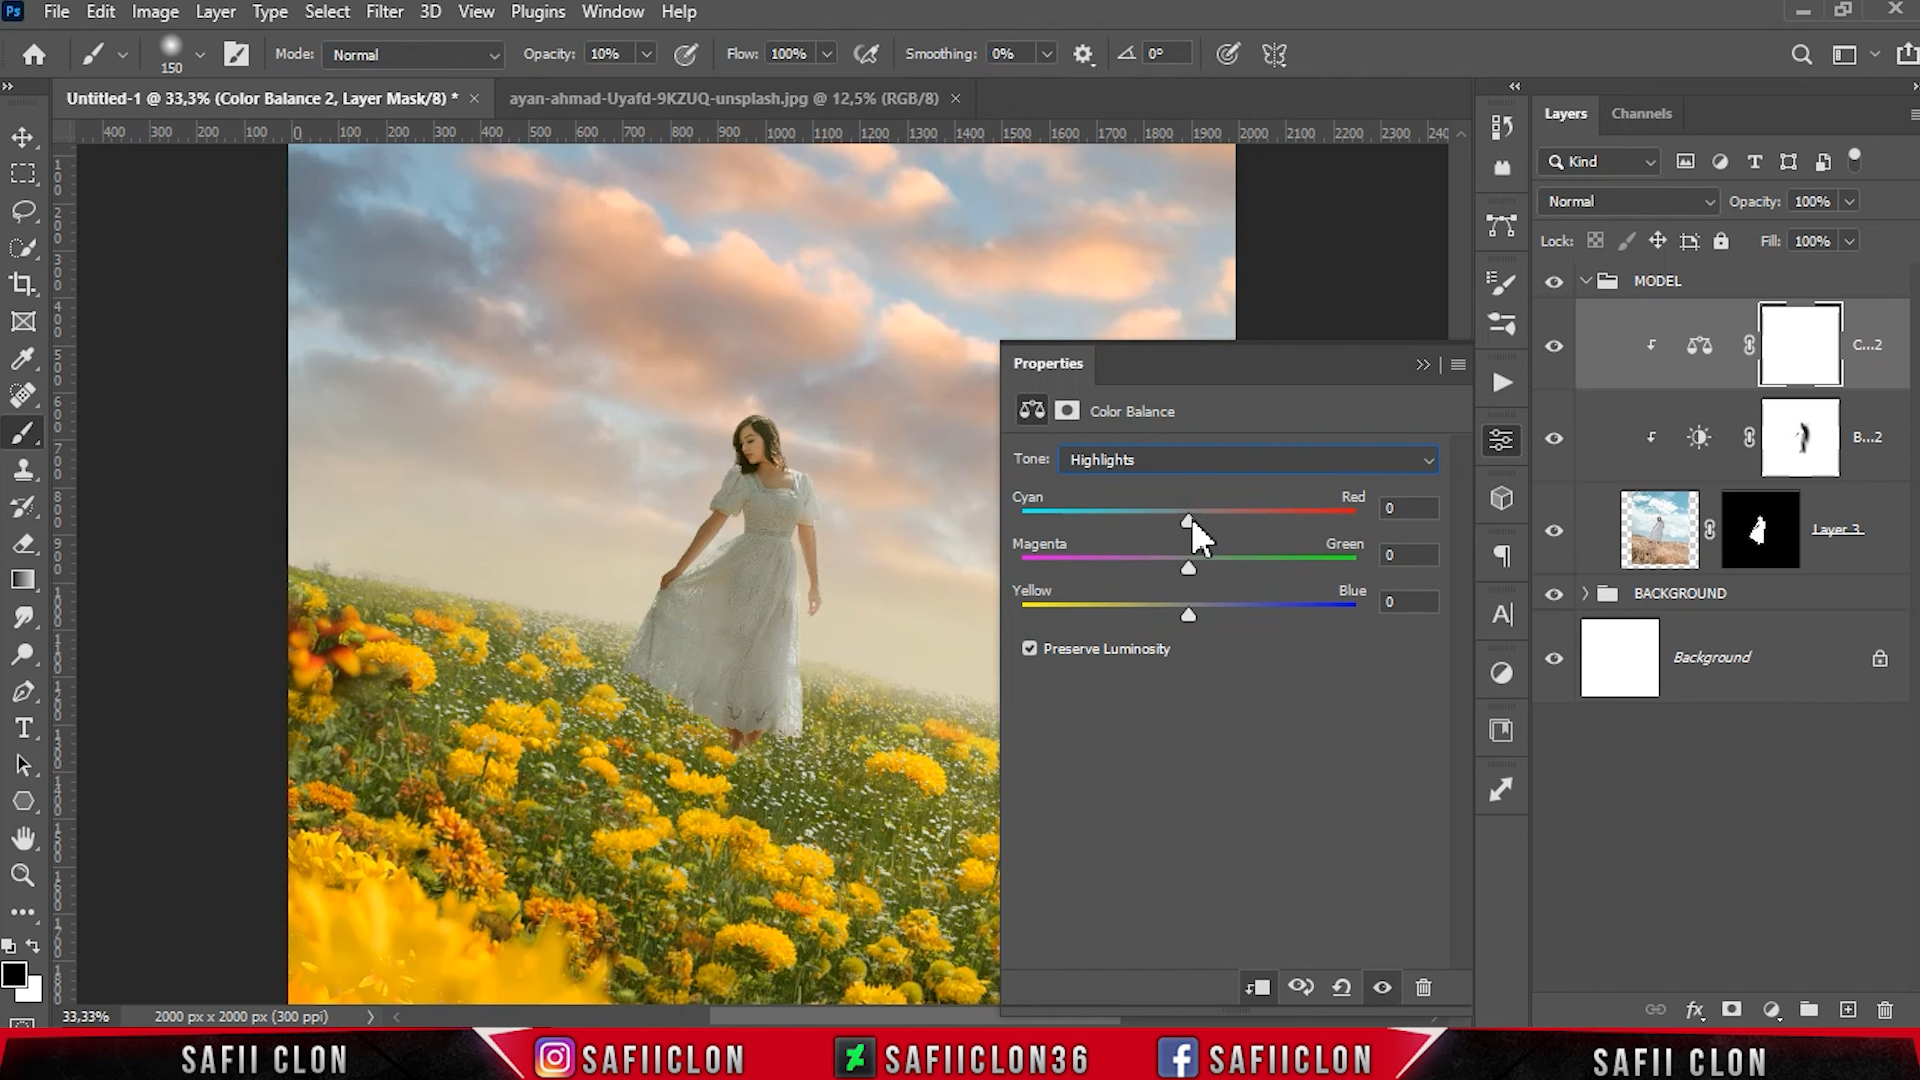 Ps File Edit Image Layer Type Select Filter 3D View Plugins Window Help
150 Mode: Normal Opacity: 10% Flow: 100% Smoothing: 0% 0°
Untitled-1 @ 33,3% (Color Balance 2, Layer Mask/8) * ayan-ahmad-Uyafd-9KZUQ-unsplash.jpg @ 12,5% (RGB/8)
400 300 200 100 0 100 200 300 400 500 600 700 800 900 1000 1100 1200 1300 1400 1500 1600 1700 1800 1900 2000 2100 2200 2300 240
Layers Channels
Kind
Normal Opacity: 100%
Lock: Fill: 100%
MODEL
C...2
B...2
Layer 3
BACKGROUND
Background
Properties
Color Balance
Tone: Highlights
Cyan Red 0
Magenta Green 0
Yellow Blue 0
Preserve Luminosity
33,33% 2000 px x 2000 px (300 ppi)
SAFII CLON SAFIICLON SAFIICLON36 SAFIICLON SAFII CLON